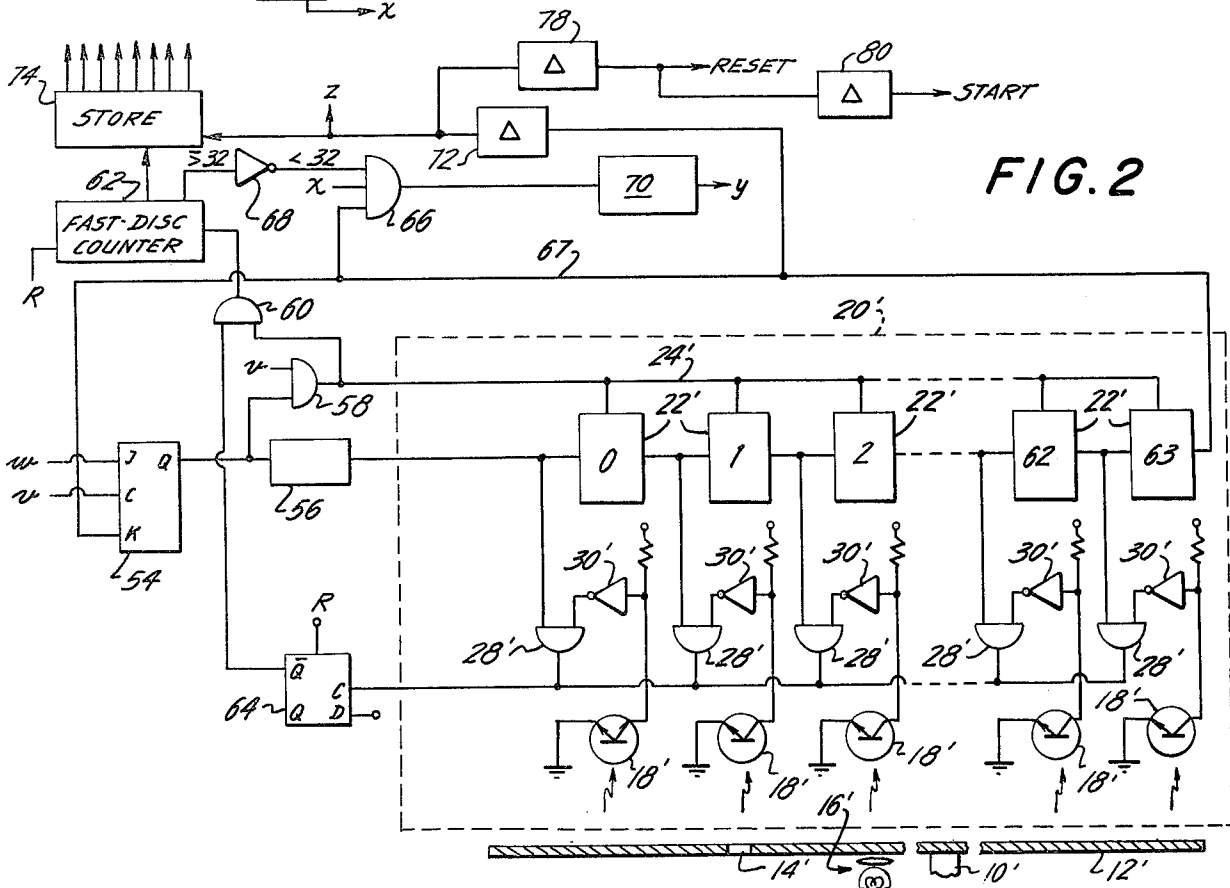 x
78
RESET
80
START
74
STORE
Z
Δ
Δ
Δ
72
≥32
<32
62
68
x
66
70
y
FIG. 2
FAST-DISC
COUNTER
R
67
60
20'
v
58
24'
22'
22'
22'
w
v
J Q
C
K
54
56
0
1
2
62
63
30'
30'
30'
30'
30'
R
28'
28'
28'
28'
28'
Q̅ C
Q D
64
18'
18'
18'
18'
18'
16'
14'
10'
12'